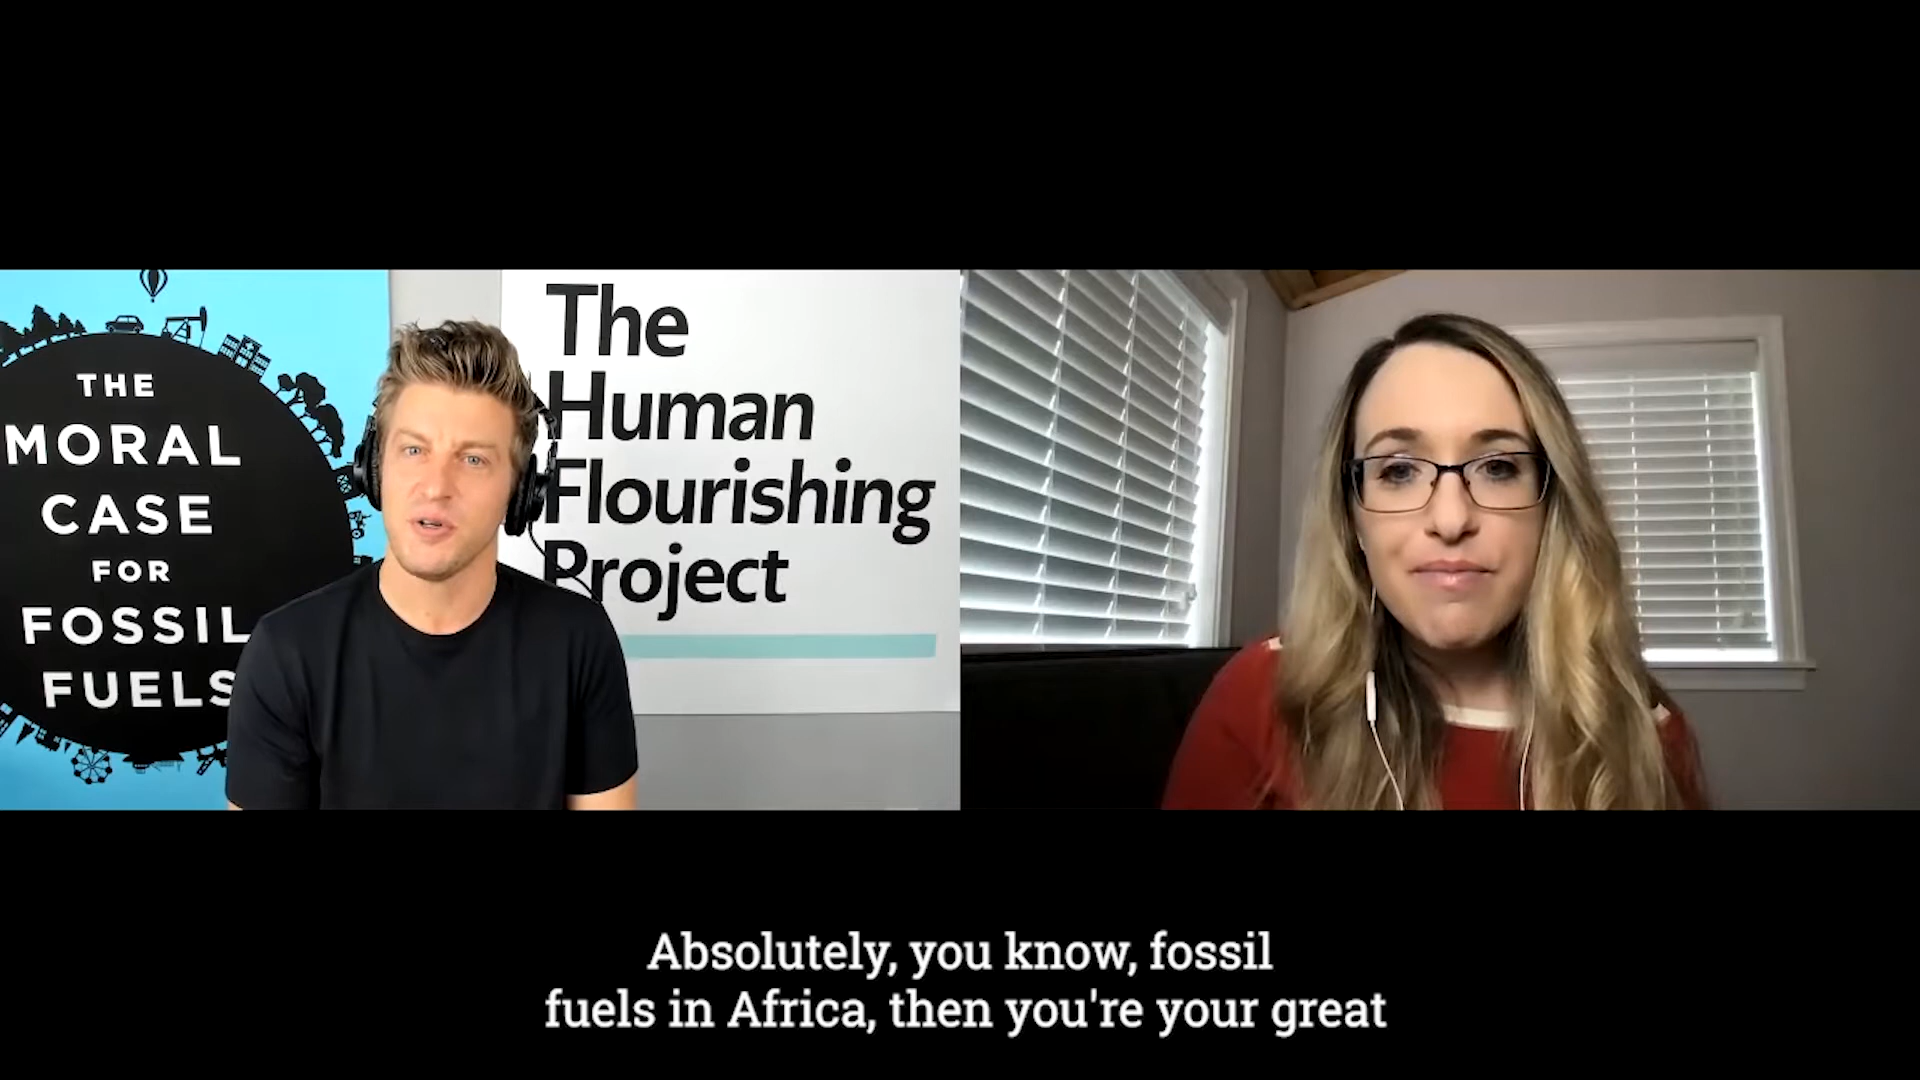 THE
MORAL
CASE
FOR
FOSSIL
FUELS
The
Human
Flourishing
Project
Absolutely, you know, fossil
fuels in Africa, then you're your great